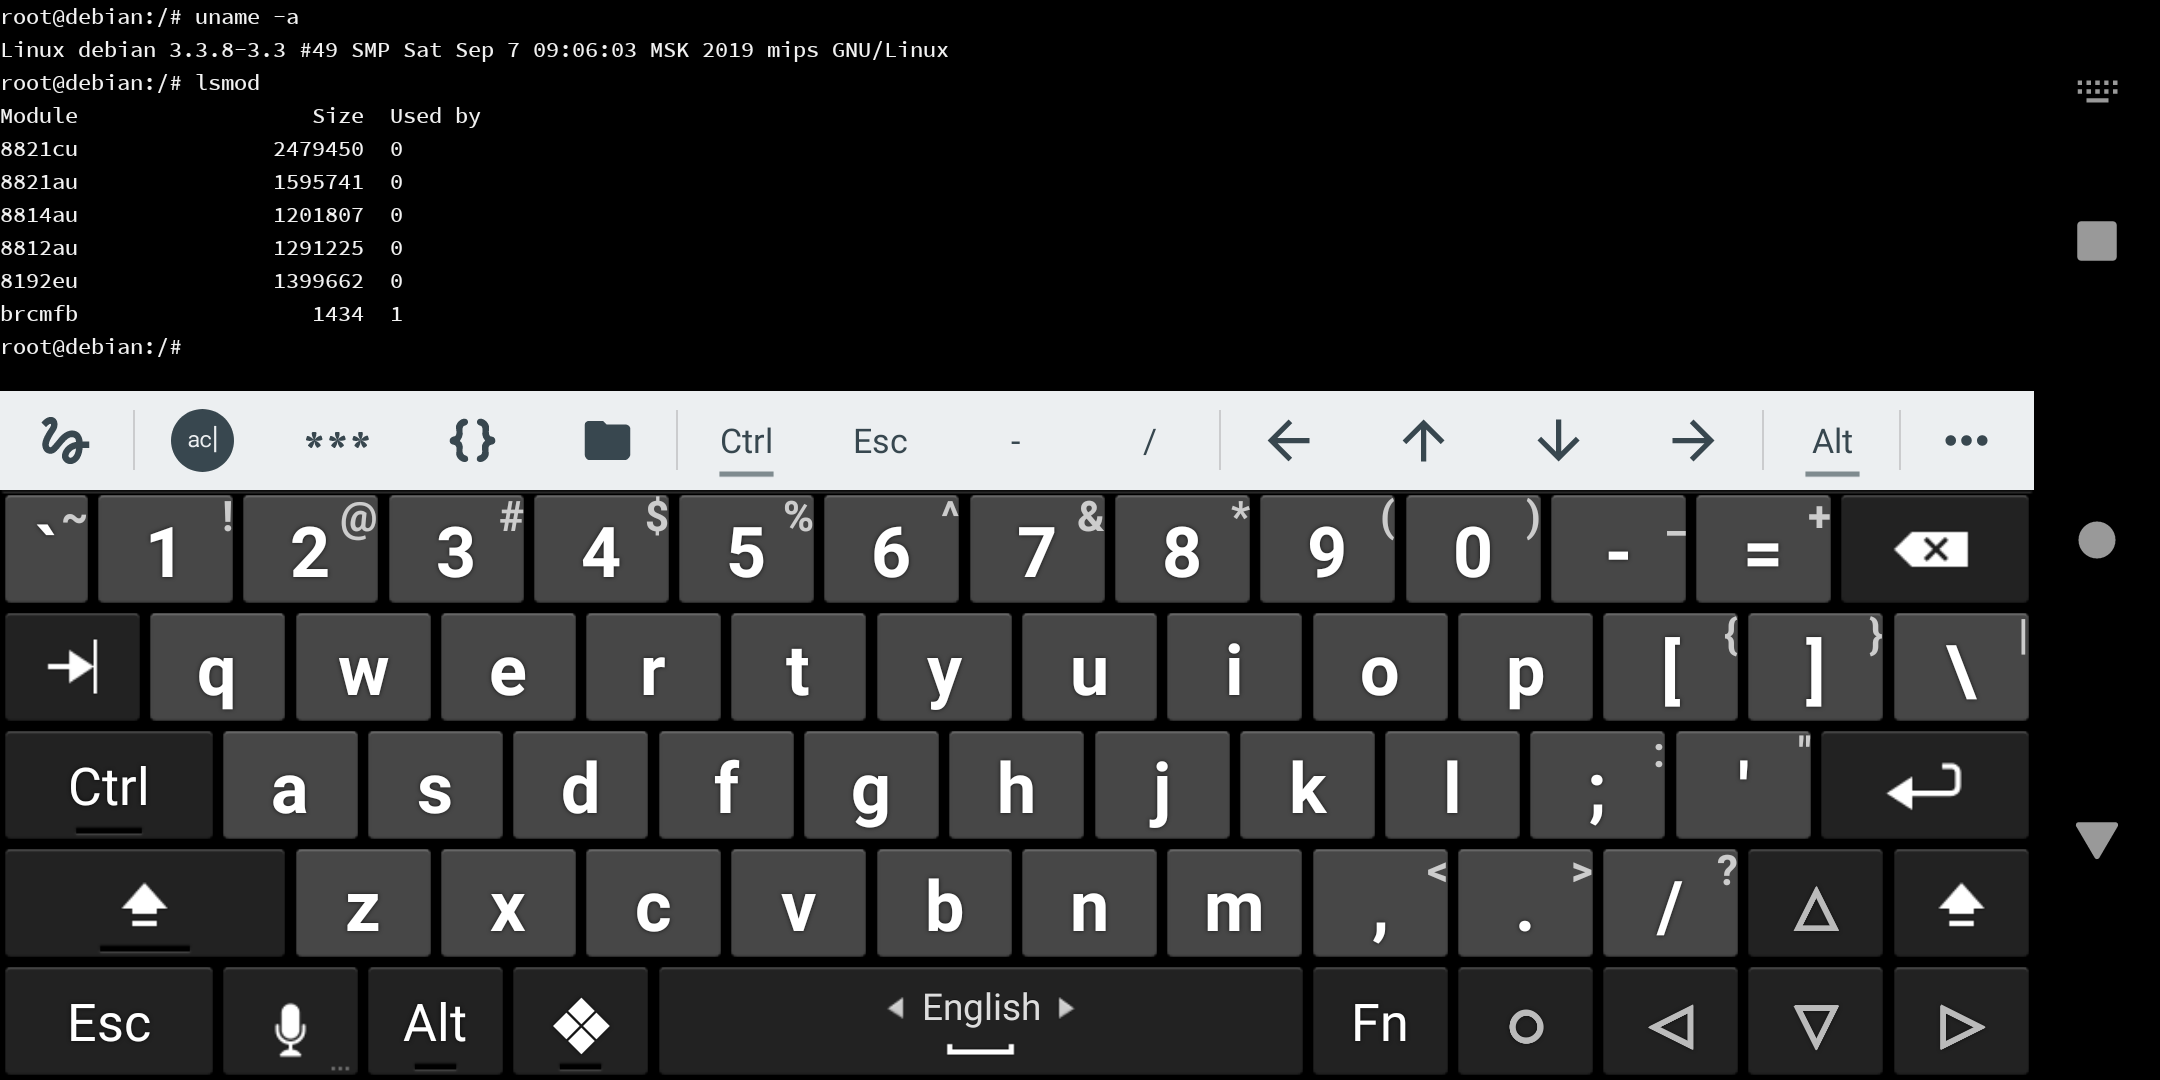 root@debian:/# uname -a
Linux debian 3.3.8-3.3 #49 SMP Sat Sep 7 09:06:03 MSK 2019 mips GNU/Linux
root@debian:/# lsmod
Module                  Size  Used by
8821cu               2479450  0
8821au               1595741  0
8814au               1201807  0
8812au               1291225  0
8192eu               1399662  0
brcmfb                  1434  1
root@debian:/#
ac| *** {} Ctrl Esc - / Alt •••
` ~ 1 ! 2 @ 3 # 4 $ 5 % 6 ^ 7 & 8 * 9 ( 0 ) - _ = +
q w e r t y u i o p [ { ] } \ |
Ctrl a s d f g h j k l ; : ' "
z x c v b n m , < . > / ?
Esc ... Alt English Fn